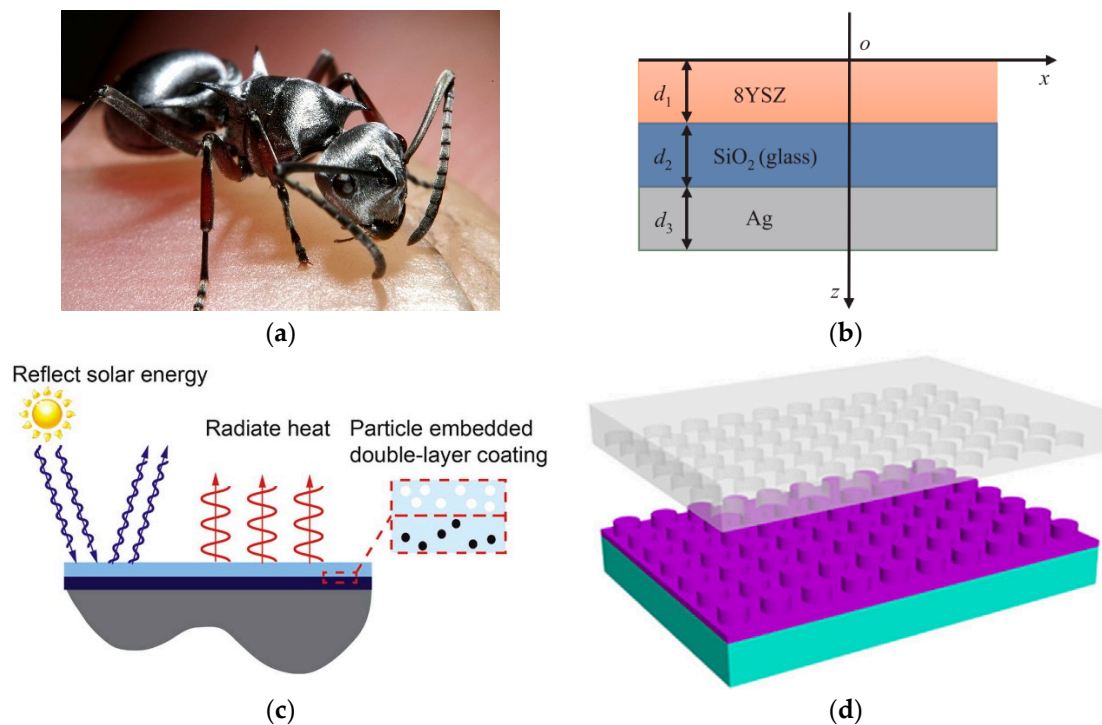 o
x
d1
8YSZ
d2
SiO2 (glass)
d3
Ag
z
(a)
(b)
Reflect solar energy
Radiate heat
Particle embedded
double-layer coating
(c)
(d)